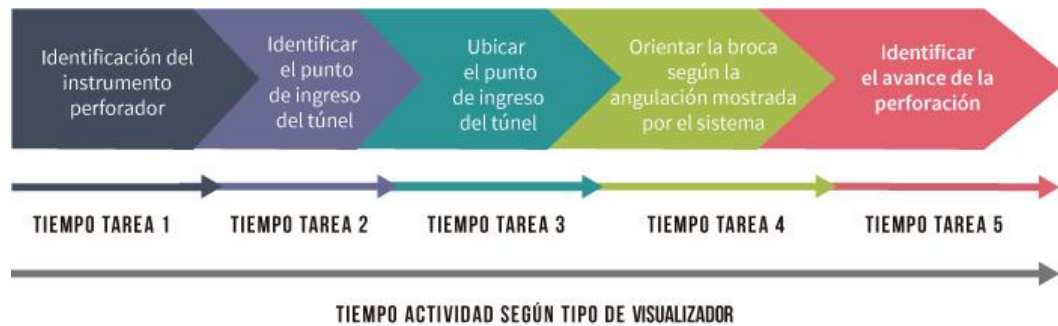 Identificación del
instrumento
perforador
Identificar
el punto
de ingreso
del túnel
Ubicar
el punto
de ingreso
del túnel
Orientar la broca
según la
angulación mostrada
por el sistema
Identificar
el avance de la
perforación
TIEMPO TAREA 1
TIEMPO TAREA 2
TIEMPO TAREA 3
TIEMPO TAREA 4
TIEMPO TAREA 5
TIEMPO ACTIVIDAD SEGÚN TIPO DE VISUALIZADOR